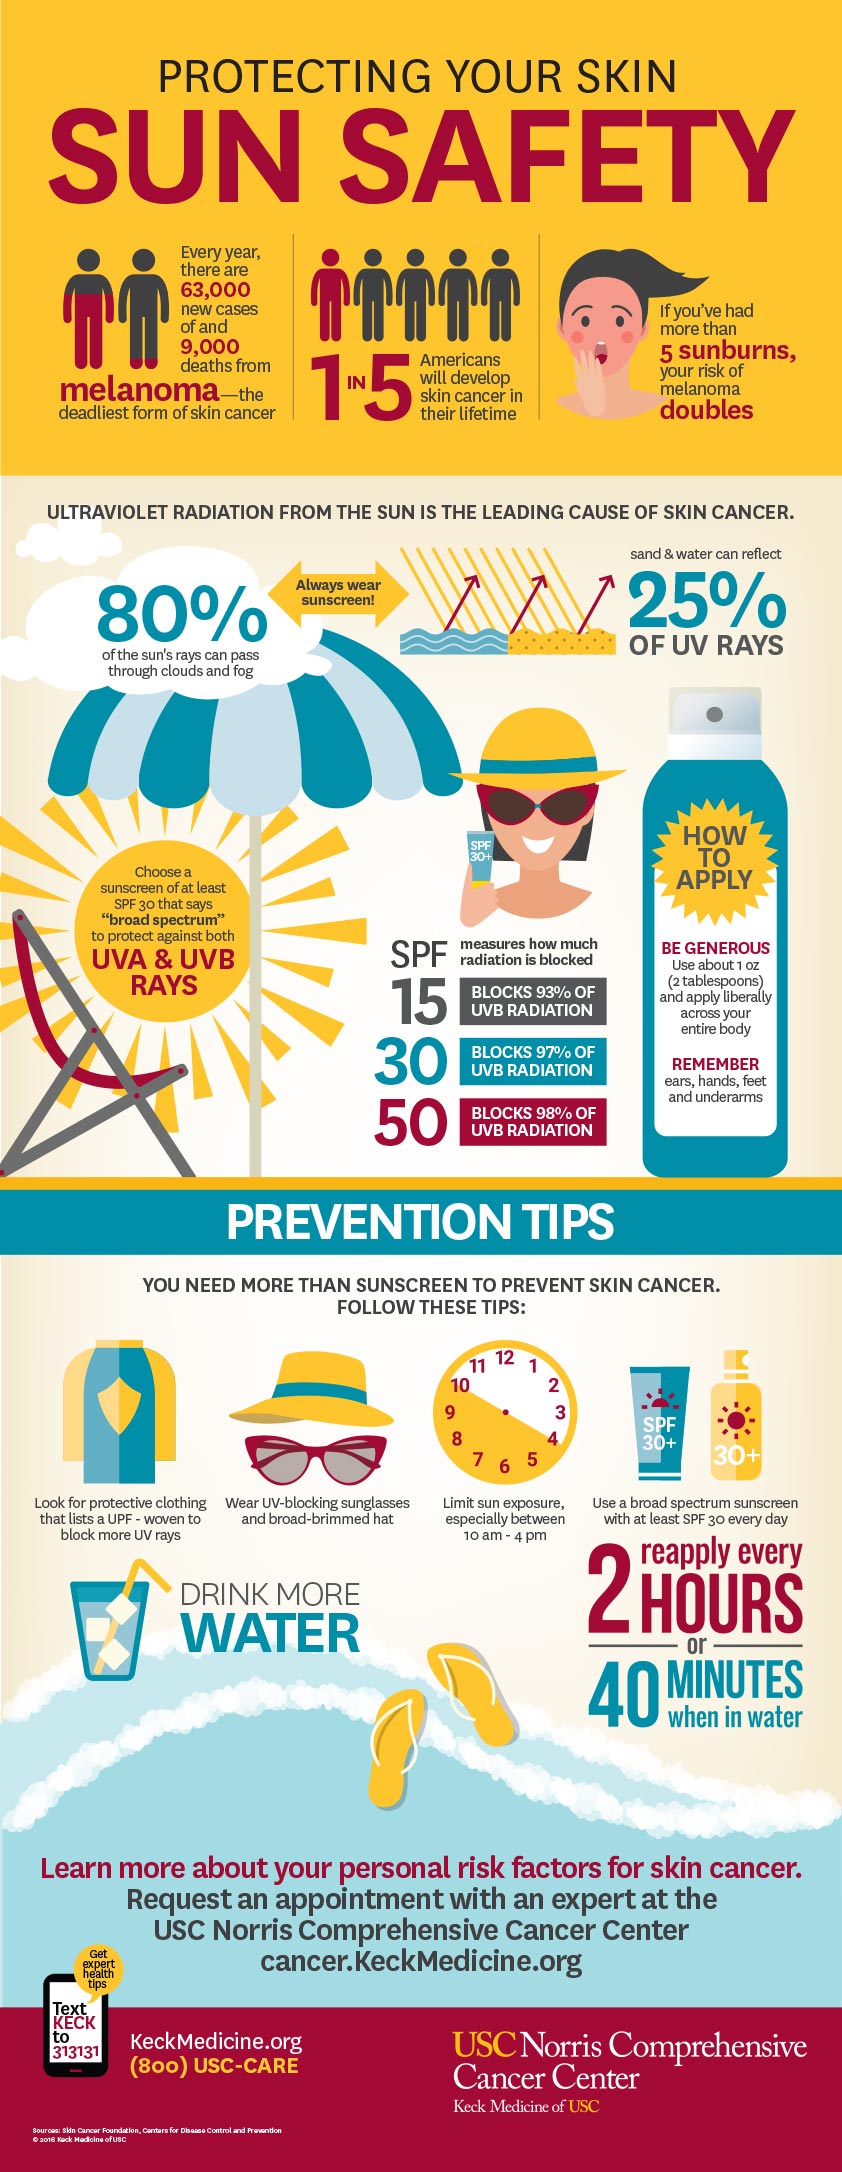 PROTECTING YOUR SKIN
SUN SAFETY
Every year,
there are
63,000
new cases
of and
9,000
deaths from
melanoma—the
deadliest form of skin cancer
1 IN 5
Americans
will develop
skin cancer in
their lifetime
If you've had
more than
5 sunburns,
your risk of
melanoma
doubles
ULTRAVIOLET RADIATION FROM THE SUN IS THE LEADING CAUSE OF SKIN CANCER.
80%
of the sun's rays can pass
through clouds and fog
Always wear
sunscreen!
sand & water can reflect
25%
OF UV RAYS
Choose a
sunscreen of at least
SPF 30 that says
“broad spectrum”
to protect against both
UVA & UVB
RAYS
SPF
30+
SPF
measures how much
radiation is blocked
15
BLOCKS 93% OF
UVB RADIATION
30
BLOCKS 97% OF
UVB RADIATION
50
BLOCKS 98% OF
UVB RADIATION
HOW
TO
APPLY
BE GENEROUS
Use about 1 oz
(2 tablespoons)
and apply liberally
across your
entire body
REMEMBER
ears, hands, feet
and underarms
PREVENTION TIPS
YOU NEED MORE THAN SUNSCREEN TO PREVENT SKIN CANCER.
FOLLOW THESE TIPS:
Look for protective clothing
that lists a UPF - woven to
block more UV rays
Wear UV-blocking sunglasses
and broad-brimmed hat
12
1
2
3
4
5
6
7
8
9
10
11
Limit sun exposure,
especially between
10 am - 4 pm
SPF
30+
30+
Use a broad spectrum sunscreen
with at least SPF 30 every day
2 reapply every
HOURS
or
40 MINUTES
when in water
DRINK MORE
WATER
Learn more about your personal risk factors for skin cancer.
Request an appointment with an expert at the
USC Norris Comprehensive Cancer Center
cancer.KeckMedicine.org
Get
expert
health
tips
Text
KECK
to
313131
KeckMedicine.org
(800) USC-CARE
USC Norris Comprehensive
Cancer Center
Keck Medicine of USC
Sources: Skin Cancer Foundation, Centers for Disease Control and Prevention
© 2016 Keck Medicine of USC